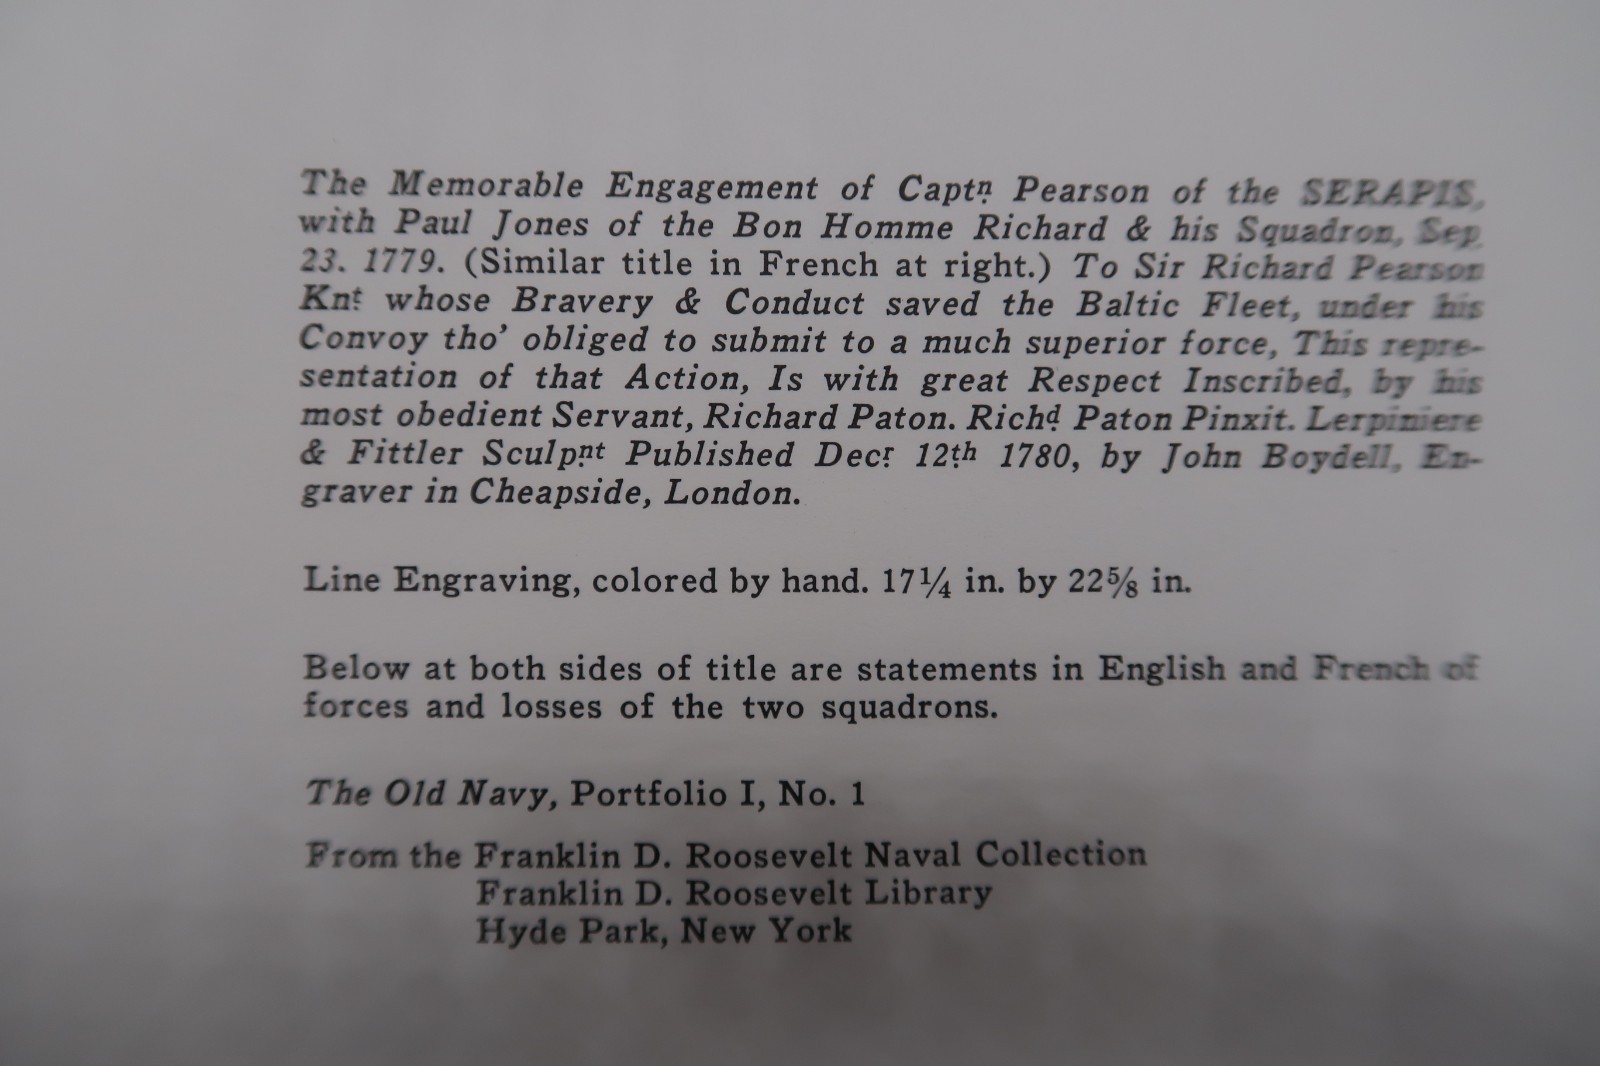 The Memorable Engagement of Captⁿ Pearson of the SERAPIS,
with Paul Jones of the Bon Homme Richard & his Squadron, Sep.
23. 1779. (Similar title in French at right.) To Sir Richard Pearson
Knᵗ whose Bravery & Conduct saved the Baltic Fleet, under his
Convoy tho’ obliged to submit to a much superior force, This repre-
sentation of that Action, Is with great Respect Inscribed, by his
most obedient Servant, Richard Paton. Richᵈ Paton Pinxit. Lerpiniere
& Fittler Sculpⁿᵗ Published Decʳ 12ᵗʰ 1780, by John Boydell, En-
graver in Cheapside, London.
Line Engraving, colored by hand. 17¼ in. by 22⅝ in.
Below at both sides of title are statements in English and French of
forces and losses of the two squadrons.
The Old Navy, Portfolio I, No. 1
From the Franklin D. Roosevelt Naval Collection
Franklin D. Roosevelt Library
Hyde Park, New York